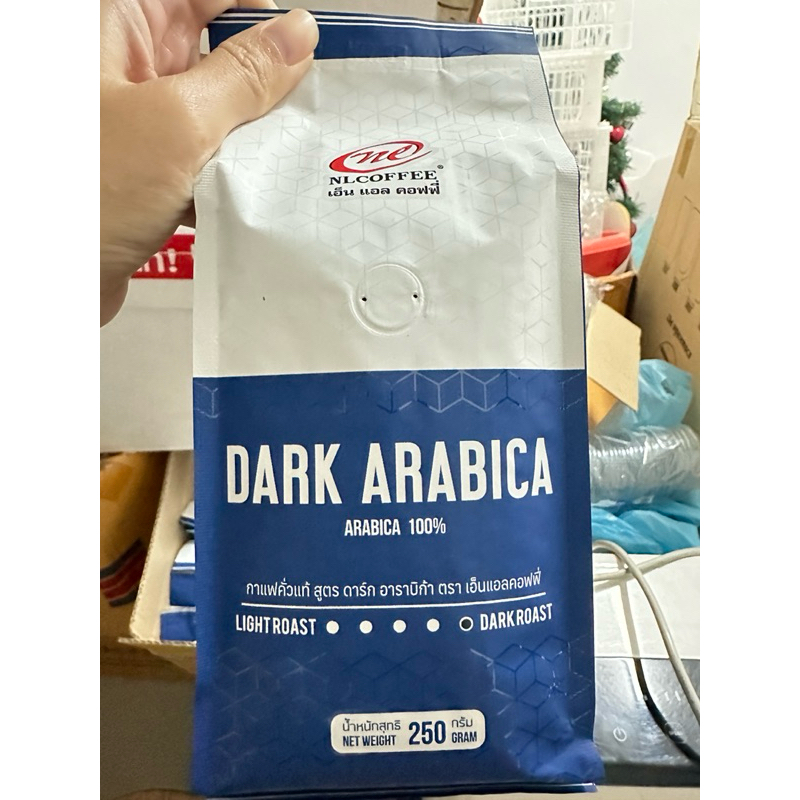 nl
NLCOFFEE®
เอ็น แอล คอฟฟี่
DARK ARABICA
ARABICA 100%
กาแฟคั่วแท้ สูตร ดาร์ก อาราบิก้า ตรา เอ็นแอลคอฟฟี่
LIGHT ROAST DARK ROAST
น้ำหนักสุทธิ 250 กรัม
NET WEIGHT GRAM